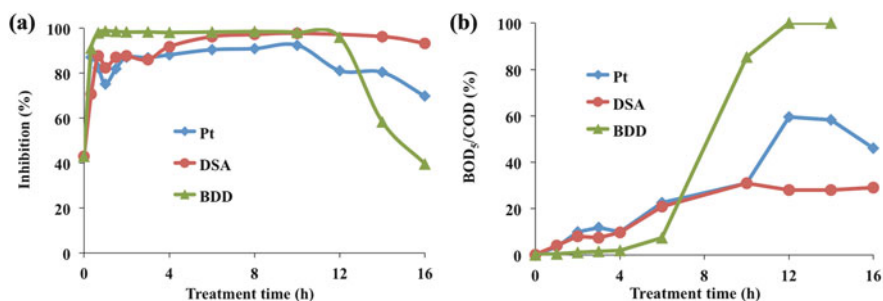 (a)
100
80
60
40
20
0
Inhibition (%)
Pt
DSA
BDD
0 4 8 12 16
Treatment time (h)
(b)
100
80
60
40
20
0
BOD5/COD (%)
Pt
DSA
BDD
0 4 8 12 16
Treatment time (h)